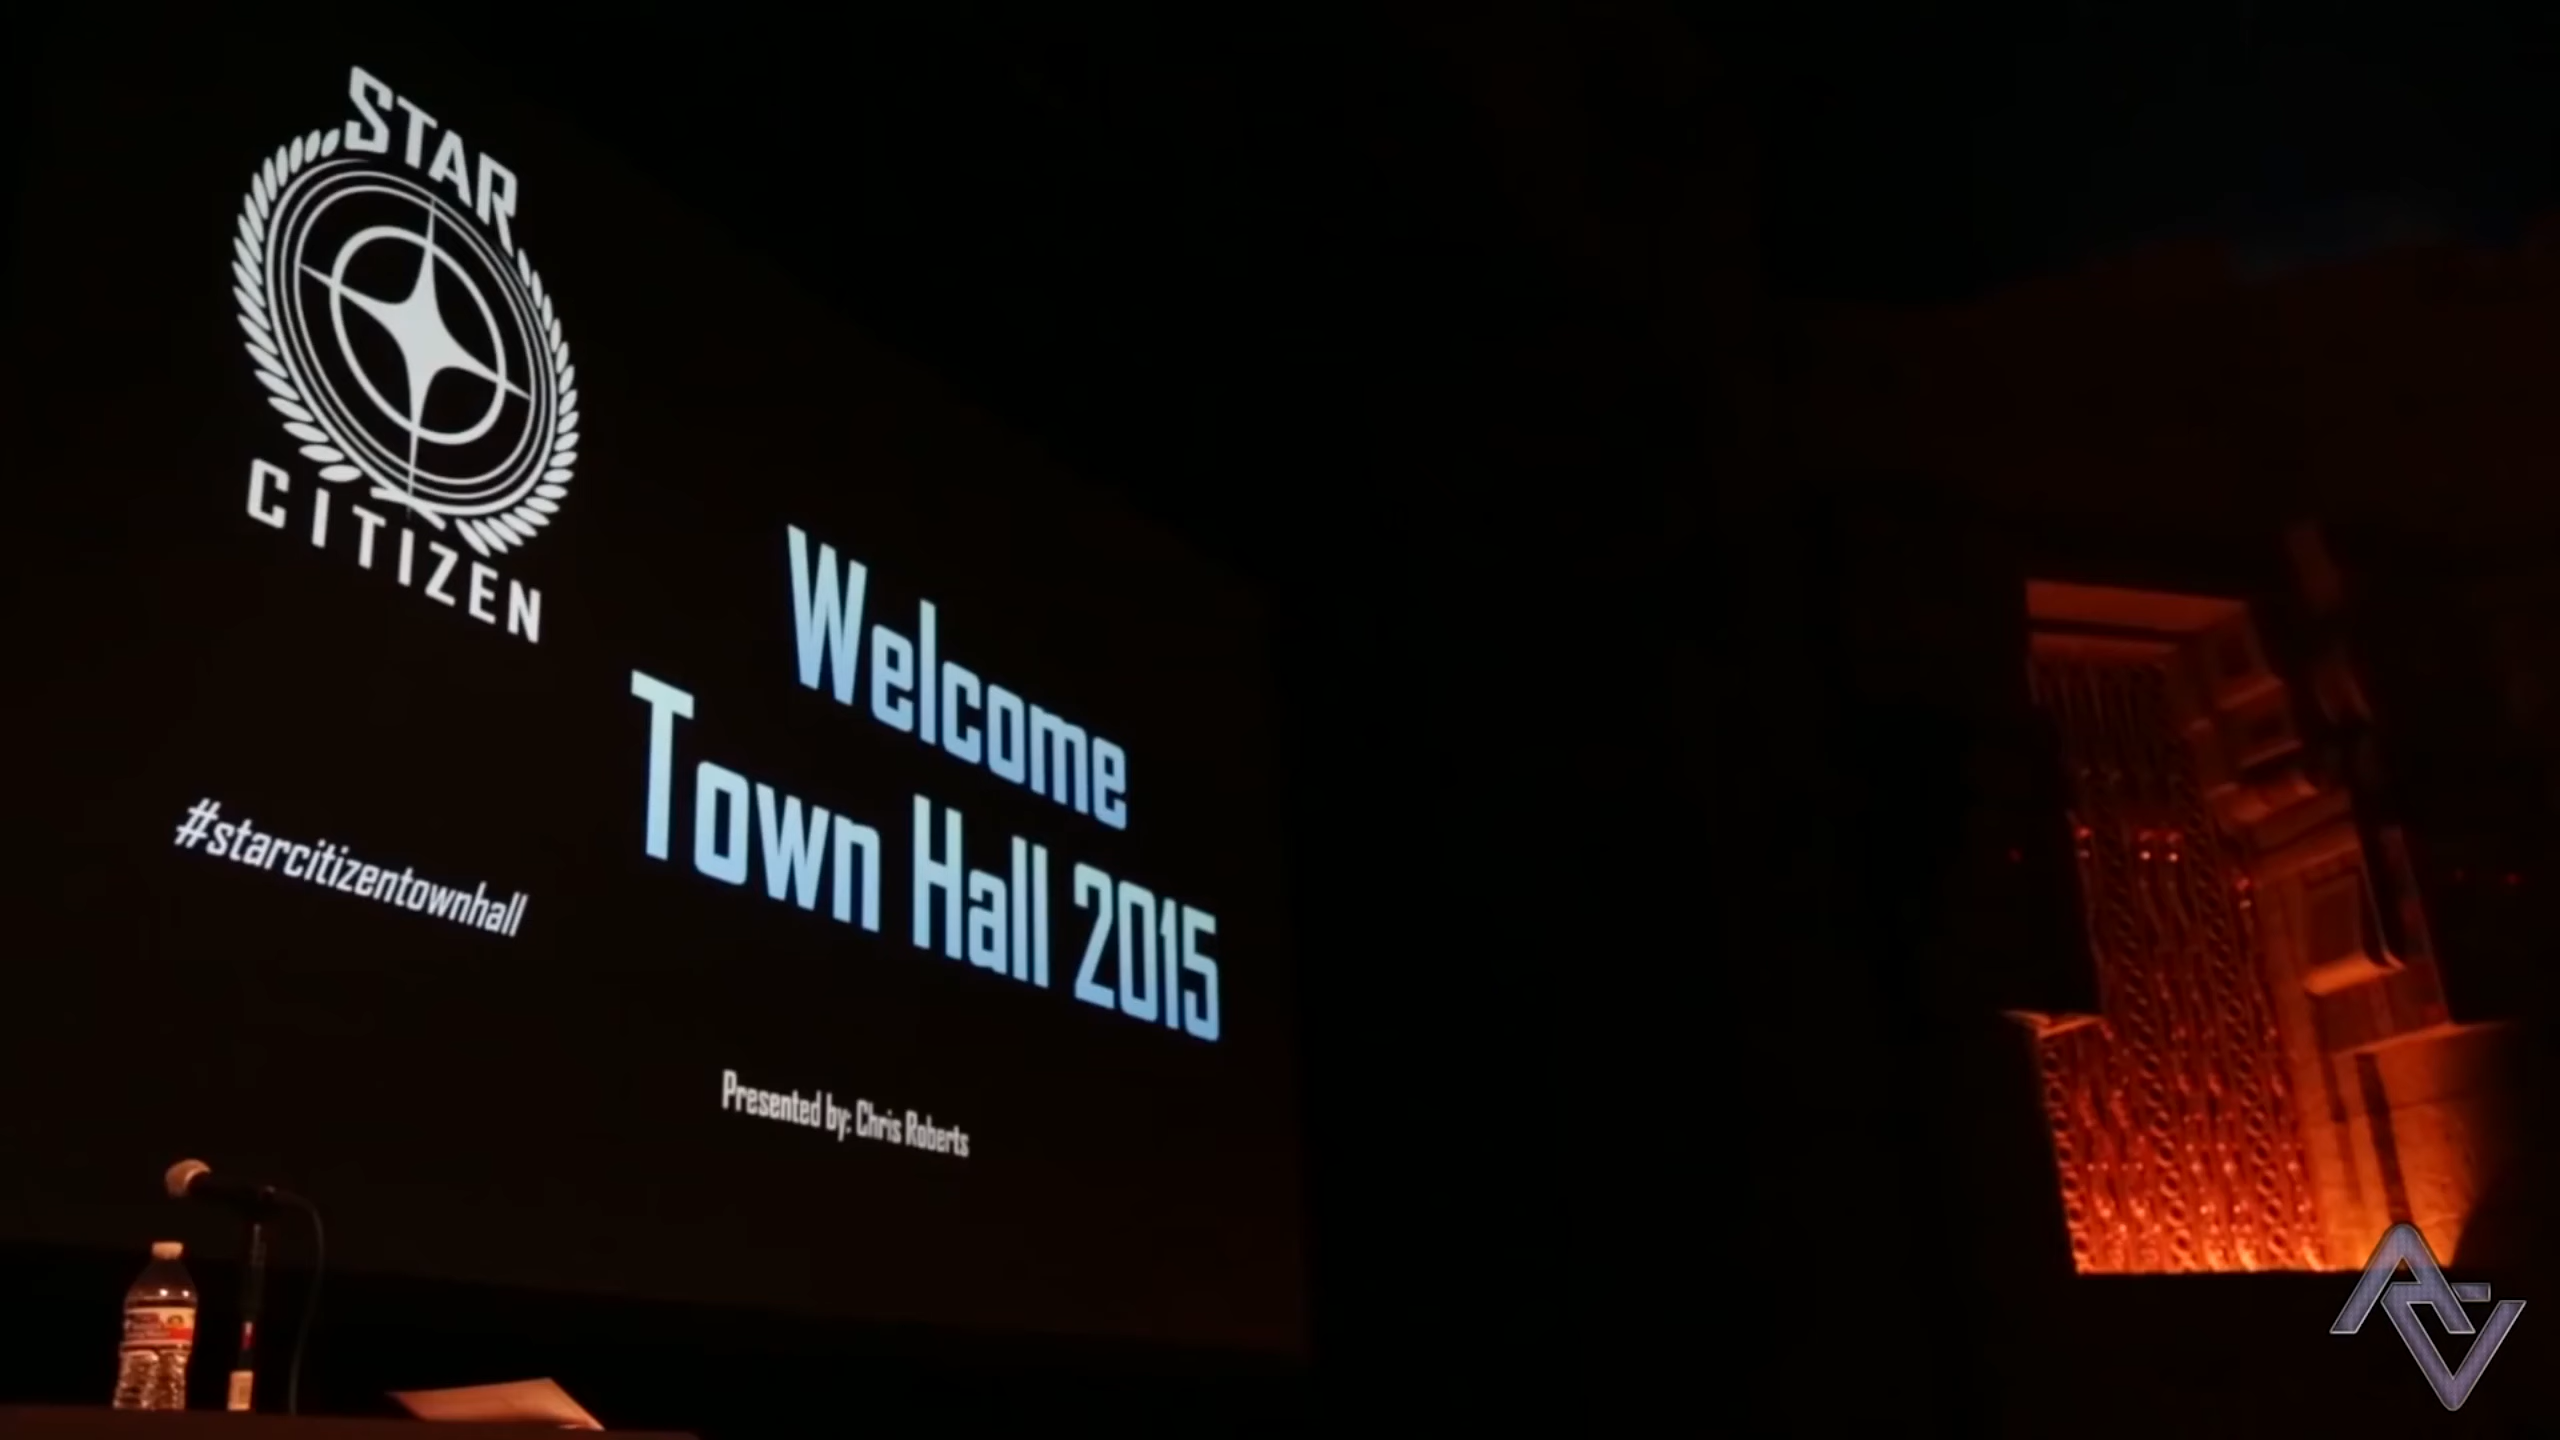 STAR
CITIZEN
Welcome
Town Hall 2015
#starcitizentownhall
Presented by: Chris Roberts